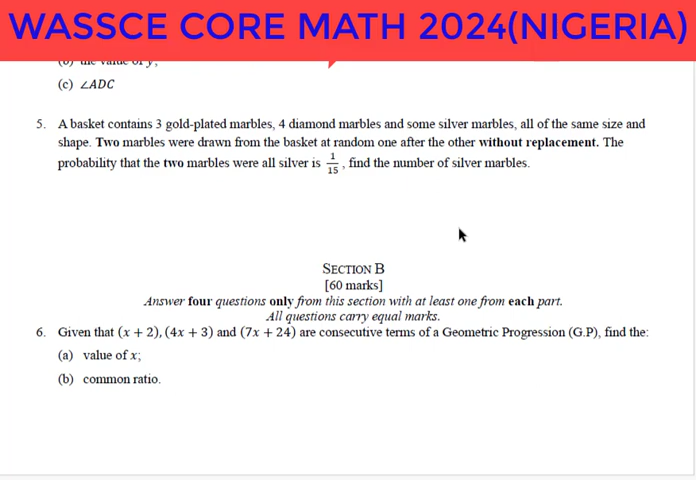 WASSCE CORE MATH 2024(NIGERIA)
(b) the value of y;
(c) ∠ADC
5. A basket contains 3 gold-plated marbles, 4 diamond marbles and some silver marbles, all of the same size and
shape. Two marbles were drawn from the basket at random one after the other without replacement. The
probability that the two marbles were all silver is 1/15, find the number of silver marbles.
SECTION B
[60 marks]
Answer four questions only from this section with at least one from each part.
All questions carry equal marks.
6. Given that (x + 2), (4x + 3) and (7x + 24) are consecutive terms of a Geometric Progression (G.P), find the:
(a) value of x;
(b) common ratio.